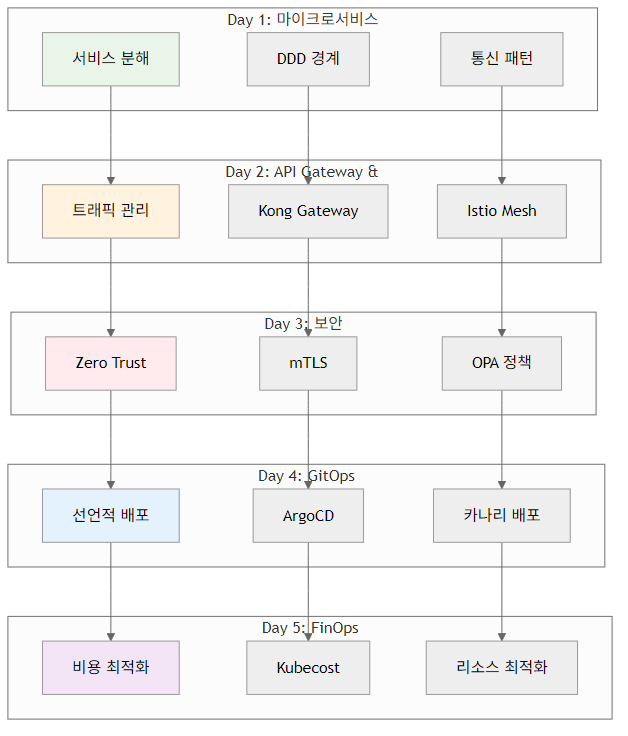 Day 1: 마이크로서비스
서비스 분해
DDD 경계
통신 패턴
Day 2: API Gateway &
트래픽 관리
Kong Gateway
Istio Mesh
Day 3: 보안
Zero Trust
mTLS
OPA 정책
Day 4: GitOps
선언적 배포
ArgoCD
카나리 배포
Day 5: FinOps
비용 최적화
Kubecost
리소스 최적화